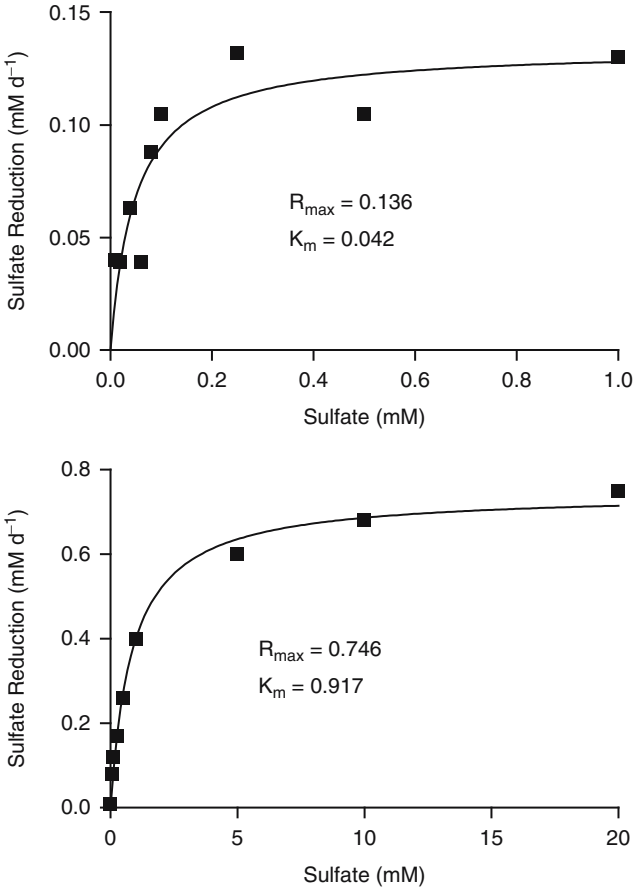 0.15
0.10
0.05
0.00
Sulfate Reduction (mM d⁻¹)
R_max = 0.136
K_m = 0.042
0.0 0.2 0.4 0.6 0.8 1.0
Sulfate (mM)
0.8
0.6
0.4
0.2
0.0
Sulfate Reduction (mM d⁻¹)
R_max = 0.746
K_m = 0.917
0 5 10 15 20
Sulfate (mM)